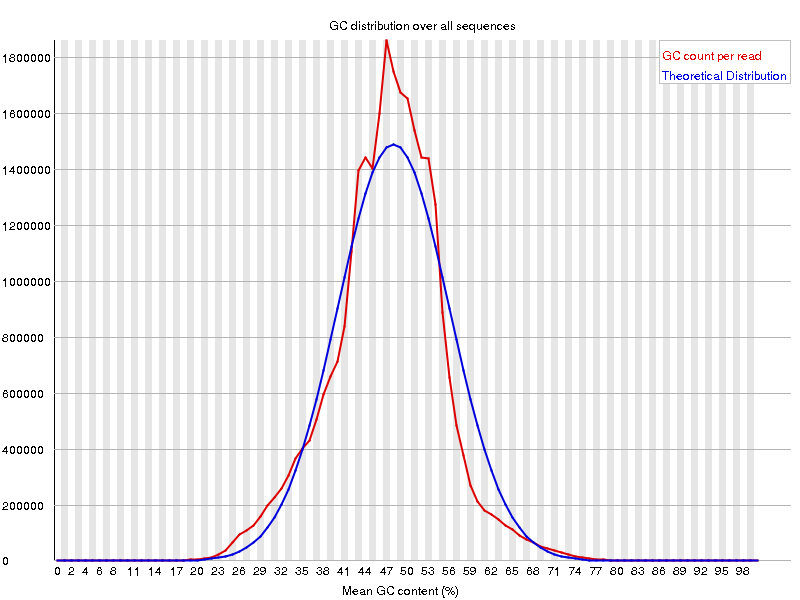 GC distribution over all sequences
GC count per read
Theoretical Distribution
1800000
1600000
1400000
1200000
1000000
800000
600000
400000
200000
0
0 2 4 6 8 11 14 17 20 23 26 29 32 35 38 41 44 47 50 53 56 59 62 65 68 71 74 77 80 83 86 89 92 95 98
Mean GC content (%)